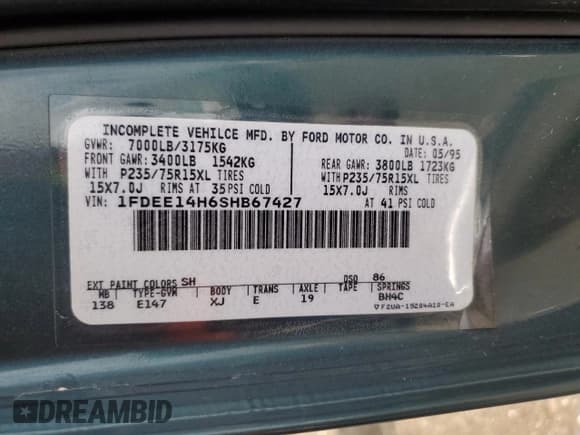 INCOMPLETE VEHILCE MFD. BY FORD MOTOR CO. IN U.S.A.
GVWR: 7000LB/3175KG DATE: 05/95
FRONT GAWR: 3400LB 1542KG REAR GAWR: 3800LB 1723KG
WITH P235/75R15XL TIRES WITH P235/75R15XL TIRES
15X7.0J RIMS AT 35 PSI COLD 15X7.0J RIMS
VIN: 1FDEE14H6SHB67427 AT 41 PSI COLD
EXT PAINT COLORS SH DSO 86
WB TYPE-GVM BODY TRANS AXLE TAPE SPRINGS
138 E147 XJ E 19 BH4C
DREAMBID